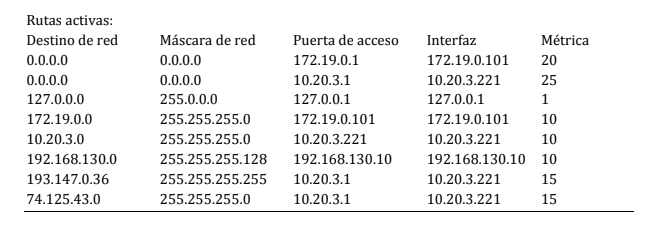 Rutas activas:
Destino de red Máscara de red Puerta de acceso Interfaz Métrica
0.0.0.0 0.0.0.0 172.19.0.1 172.19.0.101 20
0.0.0.0 0.0.0.0 10.20.3.1 10.20.3.221 25
127.0.0.0 255.0.0.0 127.0.0.1 127.0.0.1 1
172.19.0.0 255.255.255.0 172.19.0.101 172.19.0.101 10
10.20.3.0 255.255.255.0 10.20.3.221 10.20.3.221 10
192.168.130.0 255.255.255.128 192.168.130.10 192.168.130.10 10
193.147.0.36 255.255.255.255 10.20.3.1 10.20.3.221 15
74.125.43.0 255.255.255.0 10.20.3.1 10.20.3.221 15